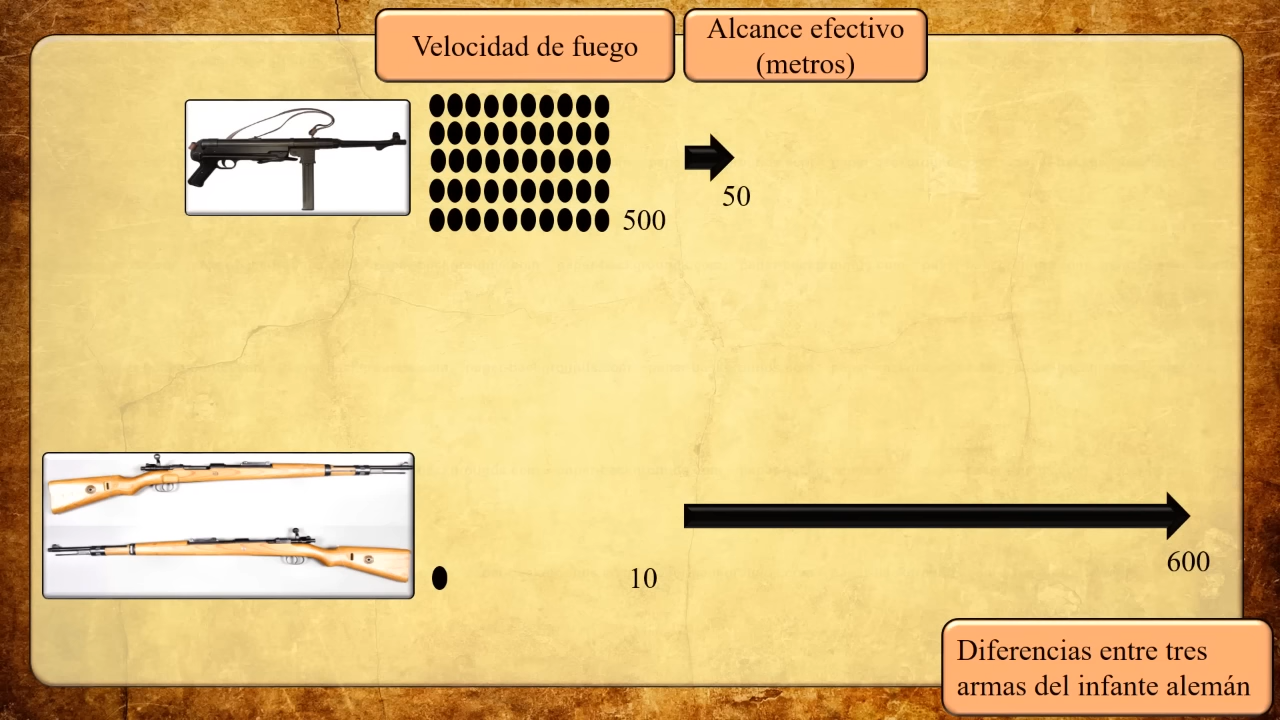 Velocidad de fuego
Alcance efectivo
(metros)
500
50
10
600
Diferencias entre tres
armas del infante alemán